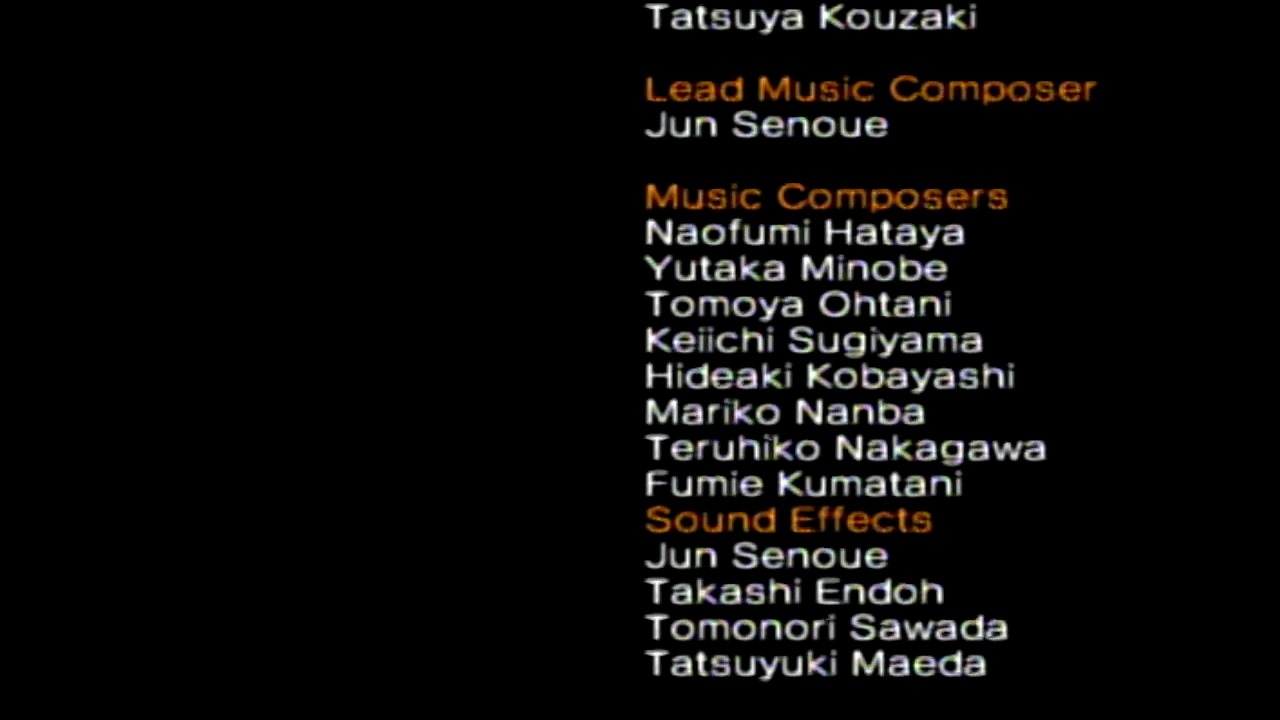 Tatsuya Kouzaki
Lead Music Composer
Jun Senoue
Music Composers
Naofumi Hataya
Yutaka Minobe
Tomoya Ohtani
Keiichi Sugiyama
Hideaki Kobayashi
Mariko Nanba
Teruhiko Nakagawa
Fumie Kumatani
Sound Effects
Jun Senoue
Takashi Endoh
Tomonori Sawada
Tatsuyuki Maeda